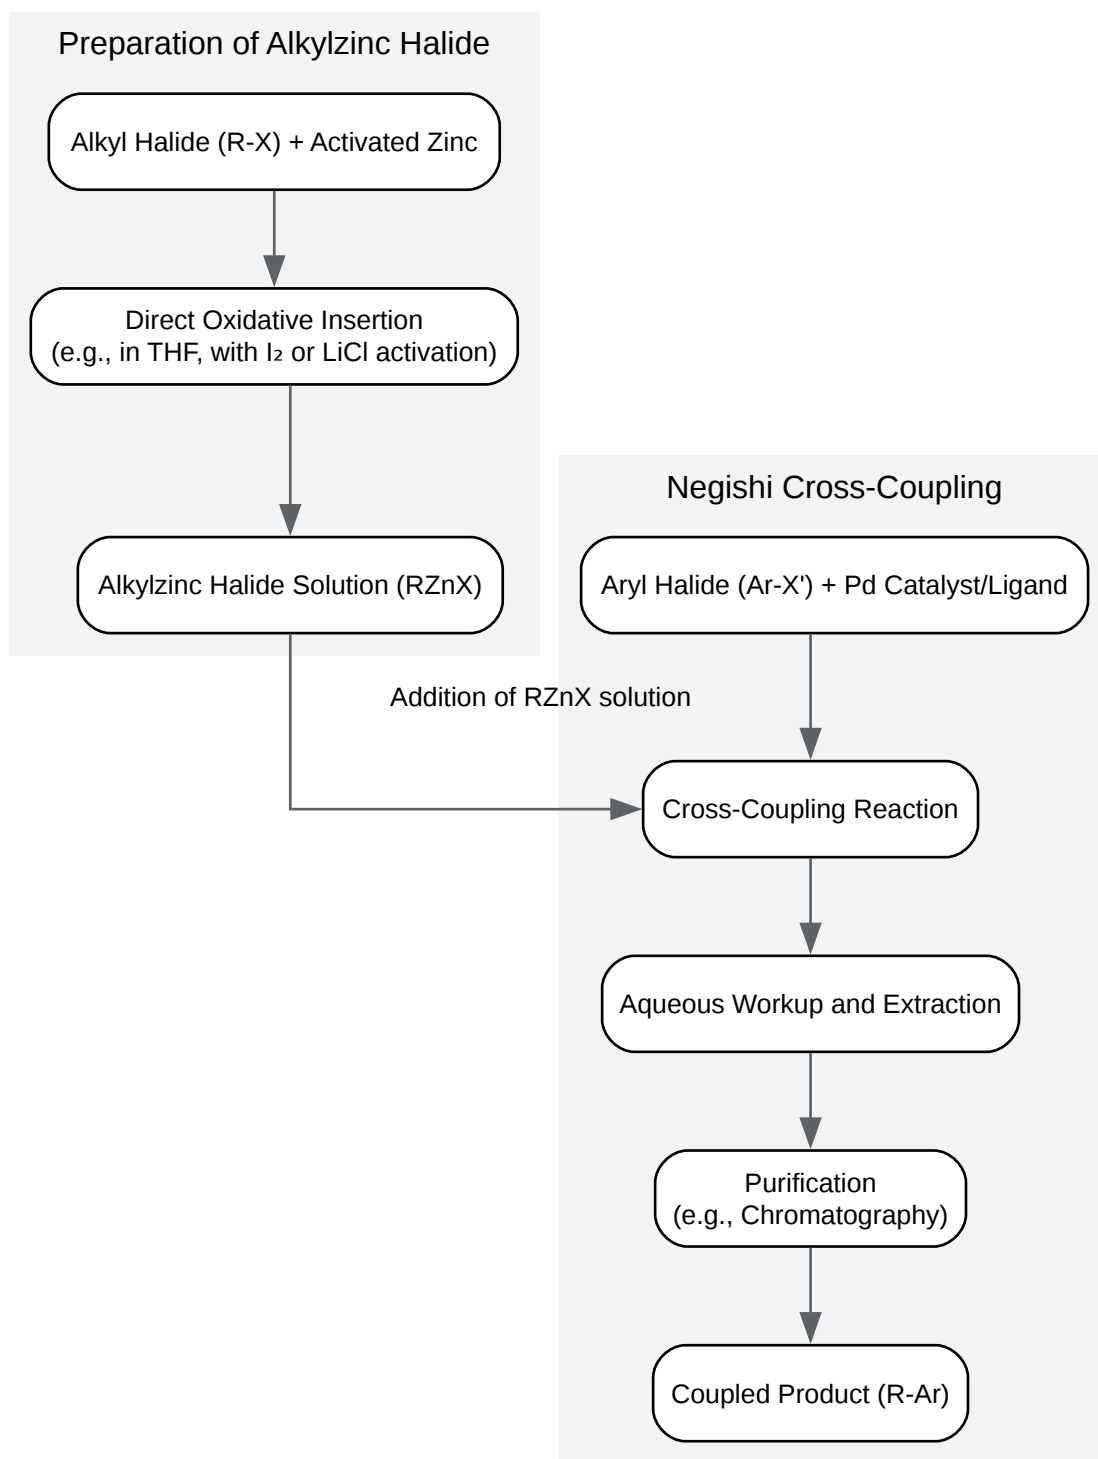 Preparation of Alkylzinc Halide
Alkyl Halide (R-X) + Activated Zinc
Direct Oxidative Insertion
(e.g., in THF, with I₂ or LiCl activation)
Alkylzinc Halide Solution (RZnX)
Negishi Cross-Coupling
Aryl Halide (Ar-X') + Pd Catalyst/Ligand
Addition of RZnX solution
Cross-Coupling Reaction
Aqueous Workup and Extraction
Purification
(e.g., Chromatography)
Coupled Product (R-Ar)